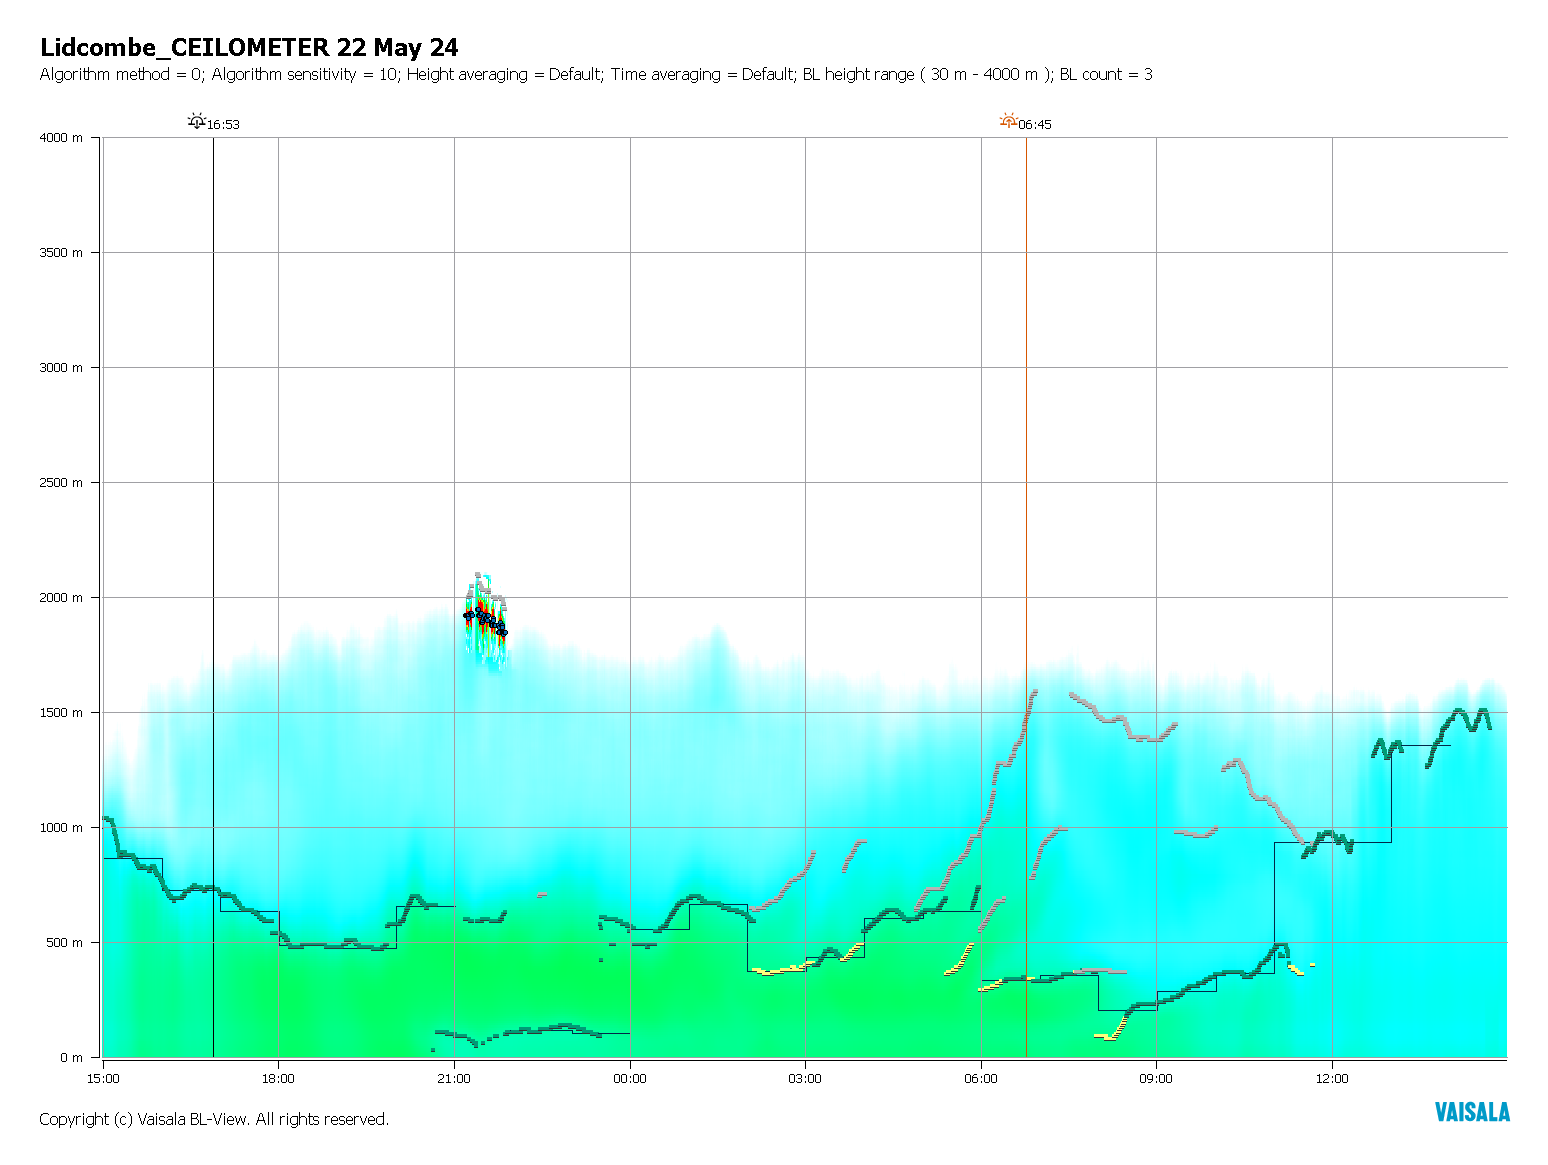 Lidcombe_CEILOMETER 22 May 24
Algorithm method = 0; Algorithm sensitivity = 10; Height averaging = Default; Time averaging = Default; BL height range ( 30 m - 4000 m ); BL count = 3
16:53
06:45
4000 m
3500 m
3000 m
2500 m
2000 m
1500 m
1000 m
500 m
0 m
15:00
18:00
21:00
00:00
03:00
06:00
09:00
12:00
Copyright (c) Vaisala BL-View. All rights reserved.
VAISALA